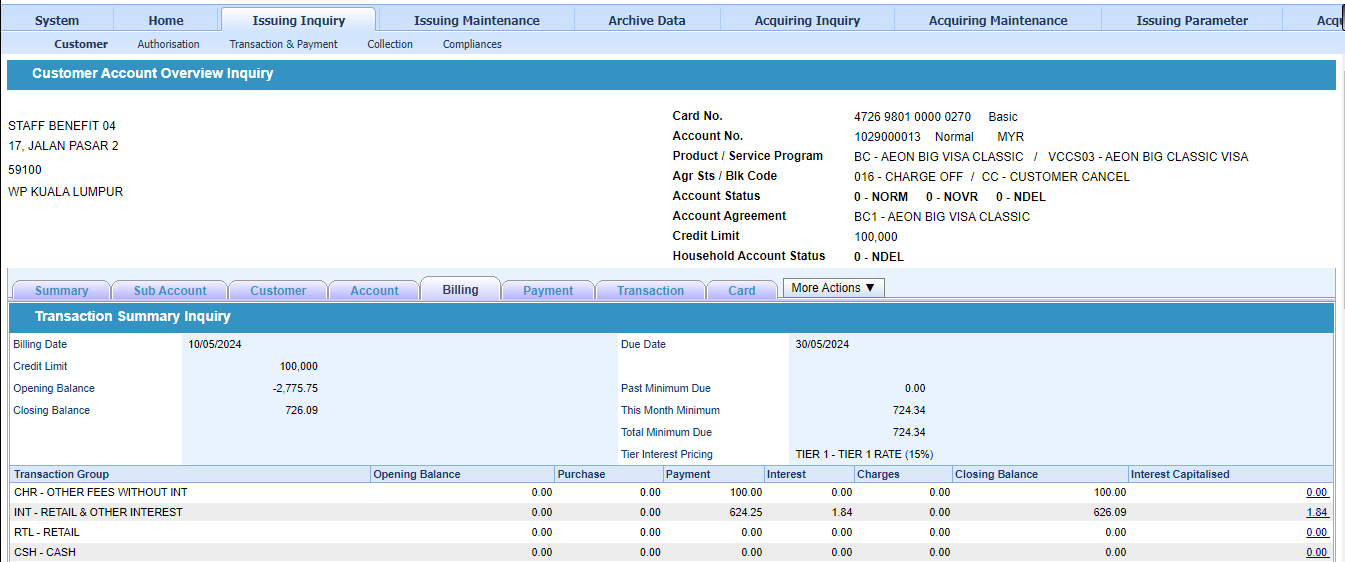 System Home Issuing Inquiry Issuing Maintenance Archive Data Acquiring Inquiry Acquiring Maintenance Issuing Parameter
Customer Authorisation Transaction & Payment Collection Compliances
Customer Account Overview Inquiry
STAFF BENEFIT 04
17, JALAN PASAR 2
59100
WP KUALA LUMPUR
Card No. 4726 9801 0000 0270 Basic
Account No. 1029000013 Normal MYR
Product / Service Program BC - AEON BIG VISA CLASSIC / VCCS03 - AEON BIG CLASSIC VISA
Agr Sts / Blk Code 016 - CHARGE OFF / CC - CUSTOMER CANCEL
Account Status 0 - NORM 0 - NOVR 0 - NDEL
Account Agreement BC1 - AEON BIG VISA CLASSIC
Credit Limit 100,000
Household Account Status 0 - NDEL
Summary Sub Account Customer Account Billing Payment Transaction Card More Actions ▼
Transaction Summary Inquiry
Billing Date 10/05/2024 Due Date 30/05/2024
Credit Limit 100,000
Opening Balance -2,775.75 Past Minimum Due 0.00
Closing Balance 726.09 This Month Minimum 724.34
Total Minimum Due 724.34
Tier Interest Pricing TIER 1 - TIER 1 RATE (15%)
Transaction Group Opening Balance Purchase Payment Interest Charges Closing Balance Interest Capitalised
CHR - OTHER FEES WITHOUT INT 0.00 0.00 100.00 0.00 0.00 100.00 0.00
INT - RETAIL & OTHER INTEREST 0.00 0.00 624.25 1.84 0.00 626.09 1.84
RTL - RETAIL 0.00 0.00 0.00 0.00 0.00 0.00 0.00
CSH - CASH 0.00 0.00 0.00 0.00 0.00 0.00 0.00